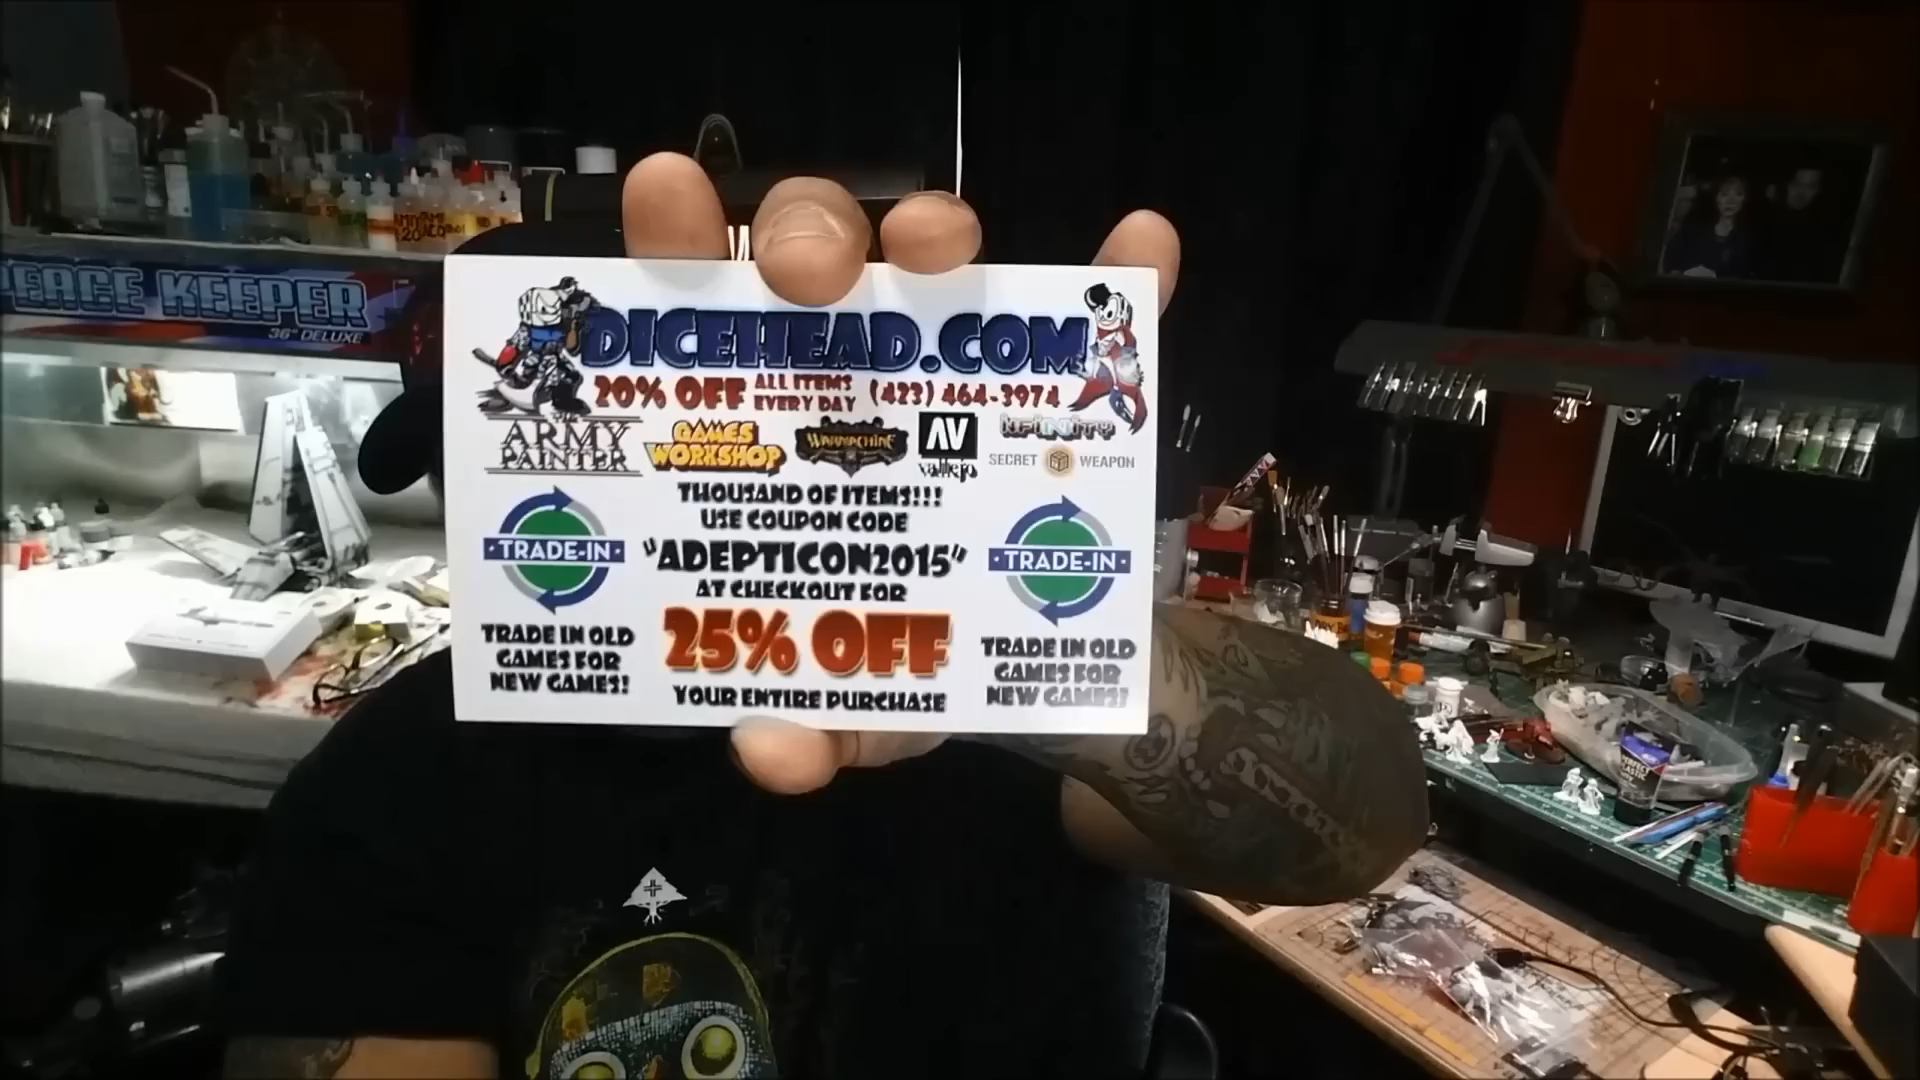 PEACE KEEPER
36" DELUXE
DICEHEAD.COM
20% OFF ALL ITEMS EVERY DAY (423) 464-3974
THE ARMY PAINTER
GAMES WORKSHOP
WARMACHINE
AV vallejo
INFINITY
SECRET WEAPON
THOUSAND OF ITEMS!!!
USE COUPON CODE
"ADEPTICON2015"
AT CHECKOUT FOR
25% OFF
YOUR ENTIRE PURCHASE
TRADE-IN
TRADE IN OLD
GAMES FOR
NEW GAMES!
TRADE-IN
TRADE IN OLD
GAMES FOR
NEW GAMES!